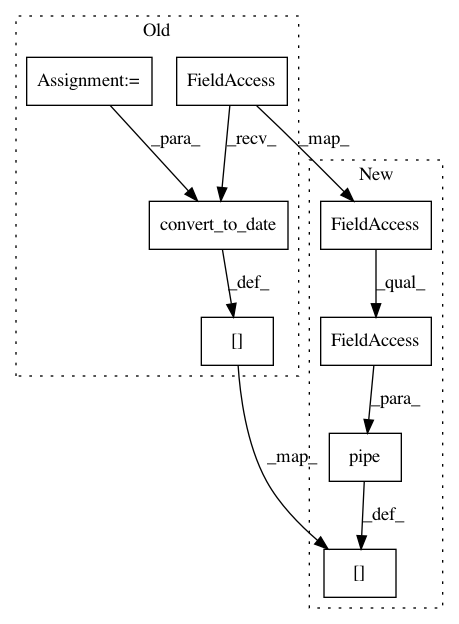 Old
Assignment:=
FieldAccess
_para_
_recv_
_map_
New
convert_to_date
FieldAccess
_def_
_qual_
[]
FieldAccess
_para_
_map_
pipe
_def_
[]